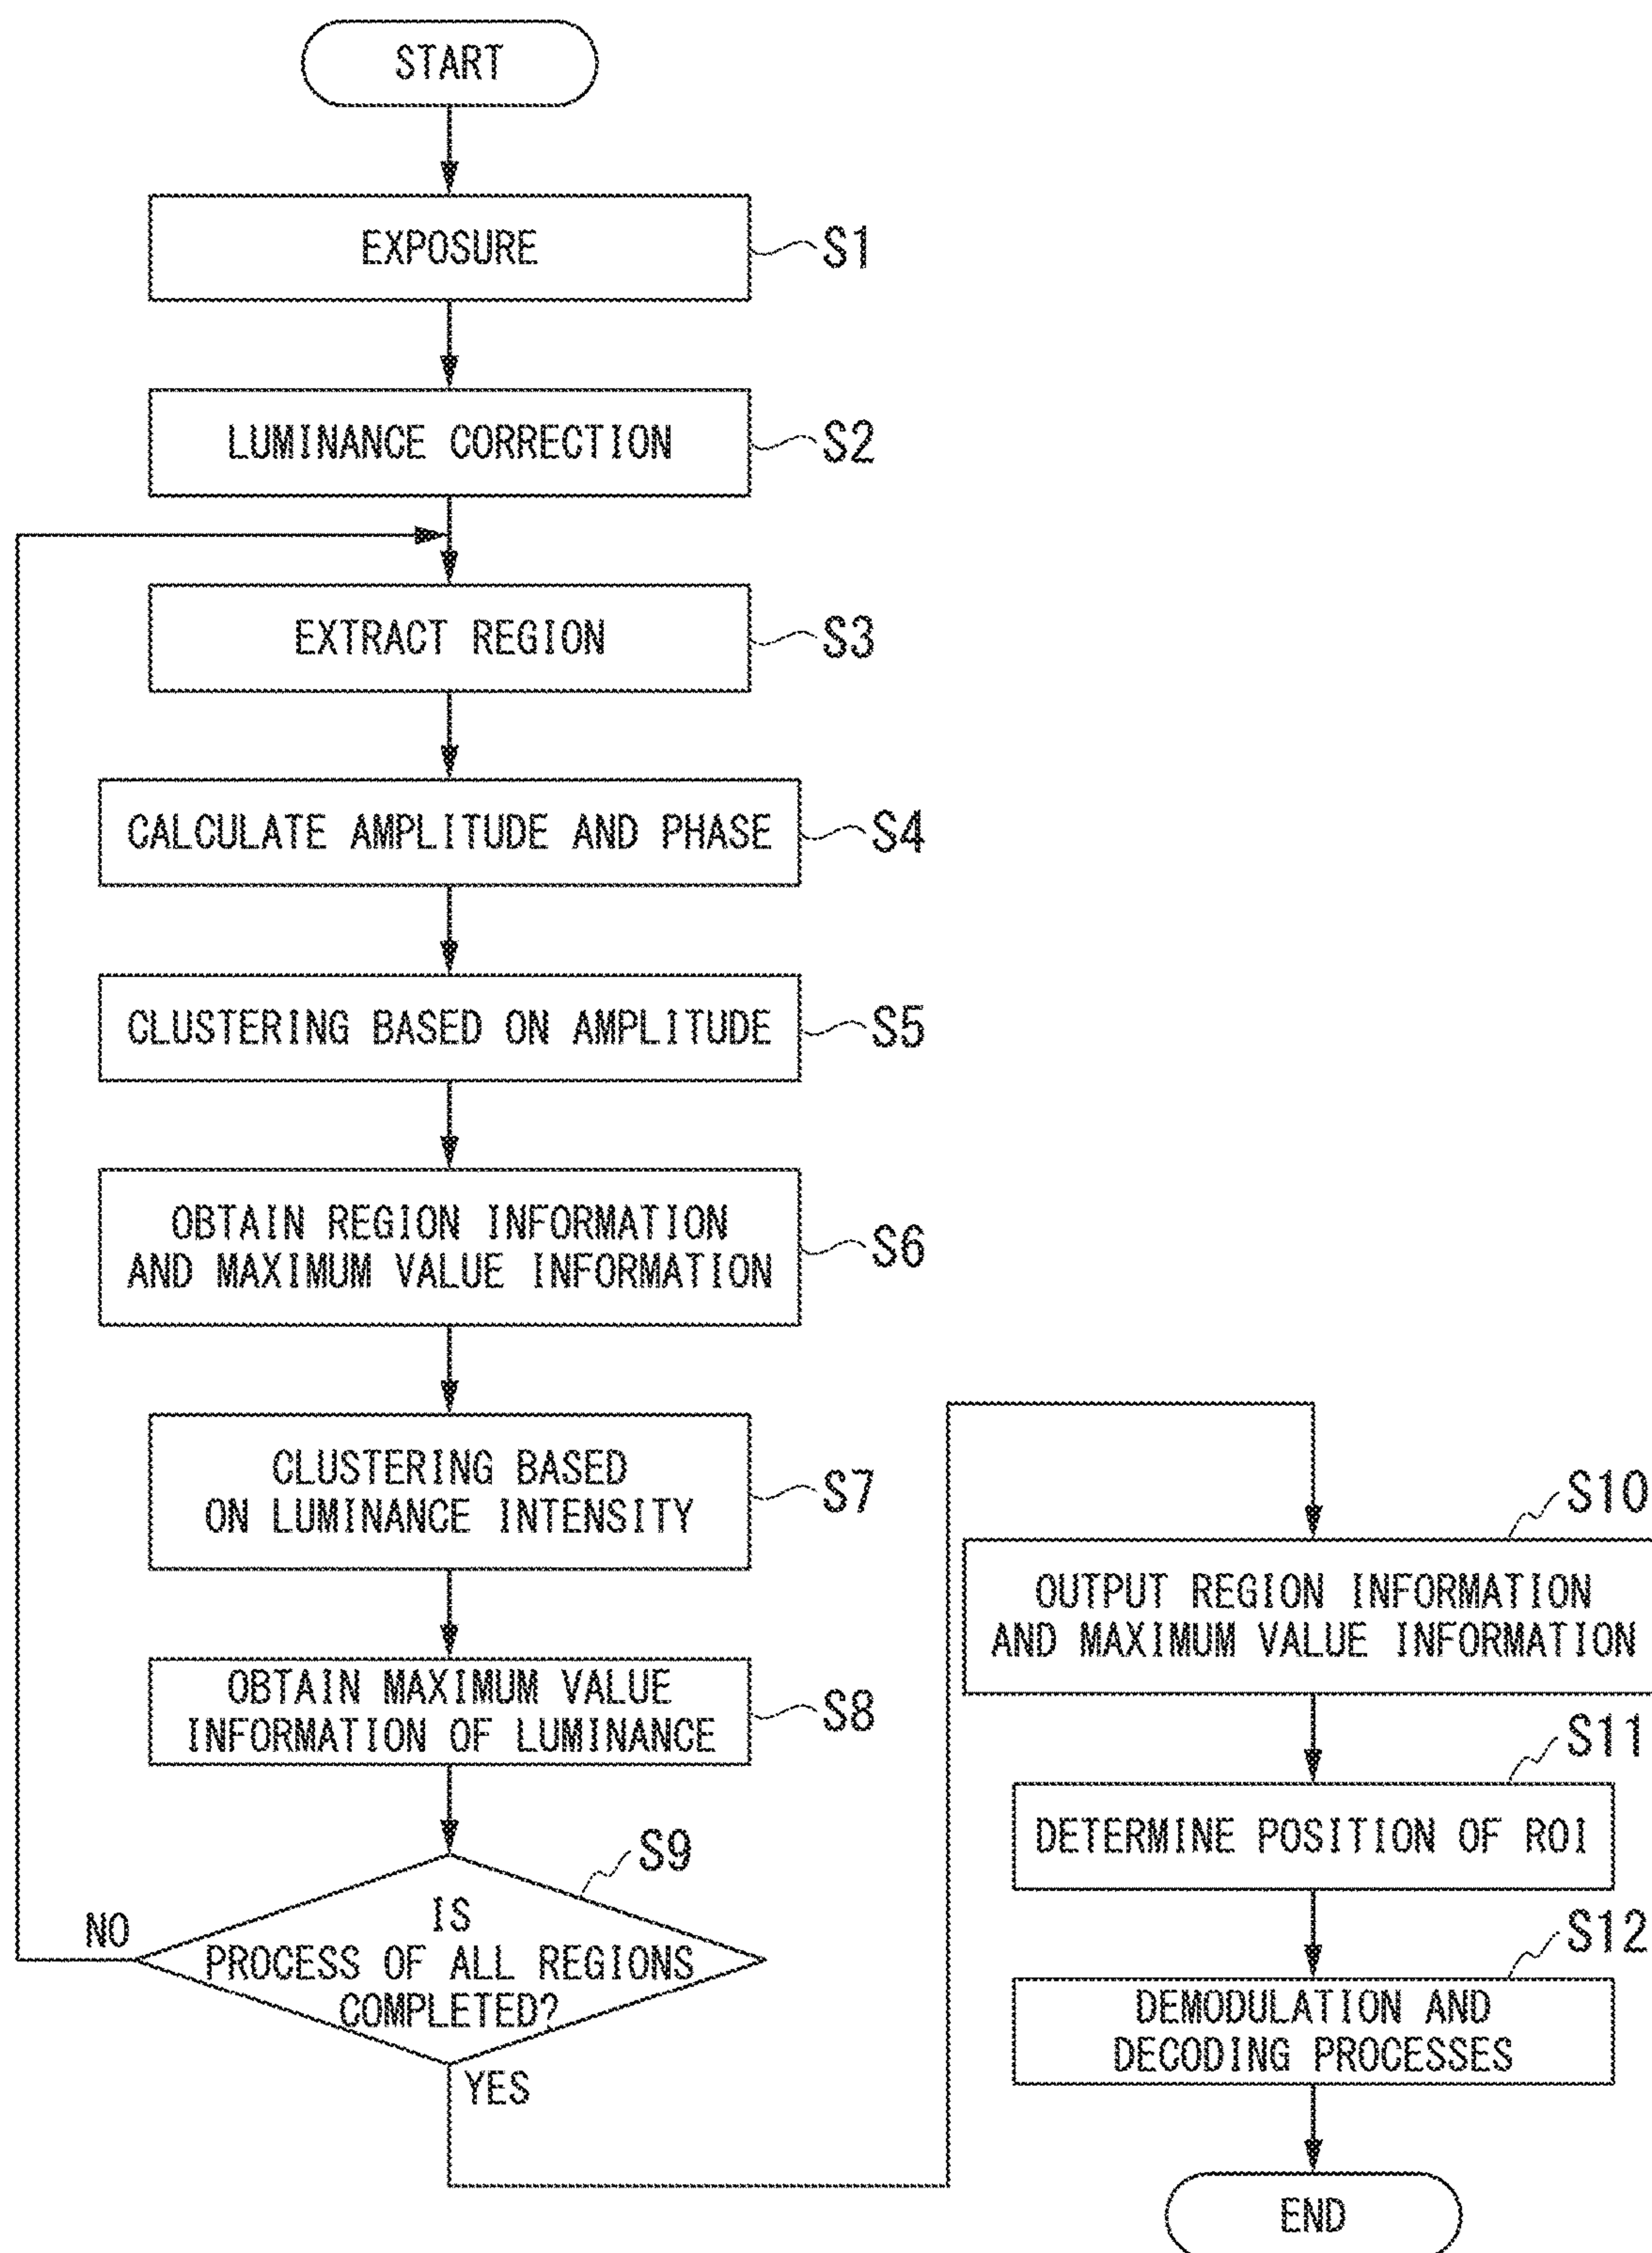 START
EXPOSURE
S1
LUMINANCE CORRECTION
S2
EXTRACT REGION
S3
CALCULATE AMPLITUDE AND PHASE
S4
CLUSTERING BASED ON AMPLITUDE
S5
OBTAIN REGION INFORMATION
AND MAXIMUM VALUE INFORMATION
S6
CLUSTERING BASED
ON LUMINANCE INTENSITY
S7
OBTAIN MAXIMUM VALUE
INFORMATION OF LUMINANCE
S8
S9
IS
PROCESS OF ALL REGIONS
COMPLETED?
NO
YES
S10
OUTPUT REGION INFORMATION
AND MAXIMUM VALUE INFORMATION
S11
DETERMINE POSITION OF ROI
S12
DEMODULATION AND
DECODING PROCESSES
END